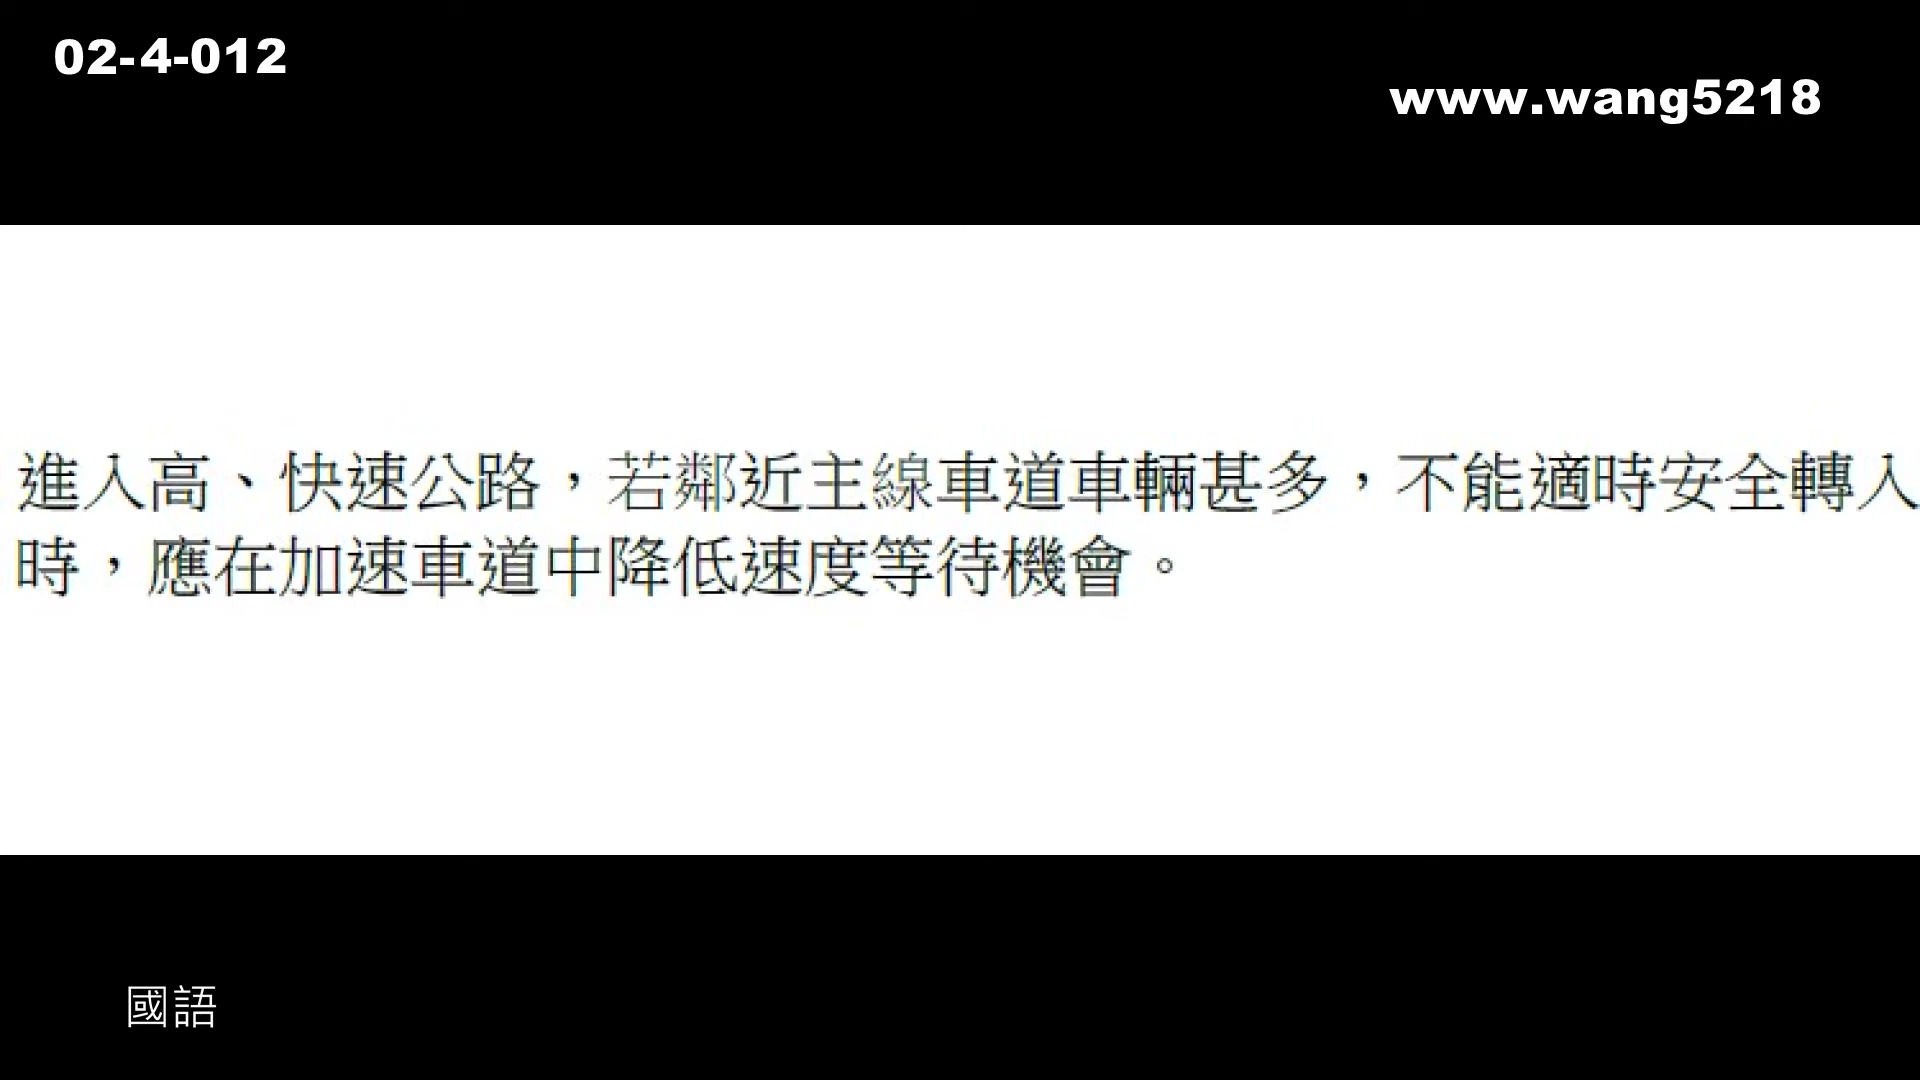 02-4-012
www.wang5218
進入高、快速公路，若鄰近主線車道車輛甚多，不能適時安全轉入
時，應在加速車道中降低速度等待機會。
國語